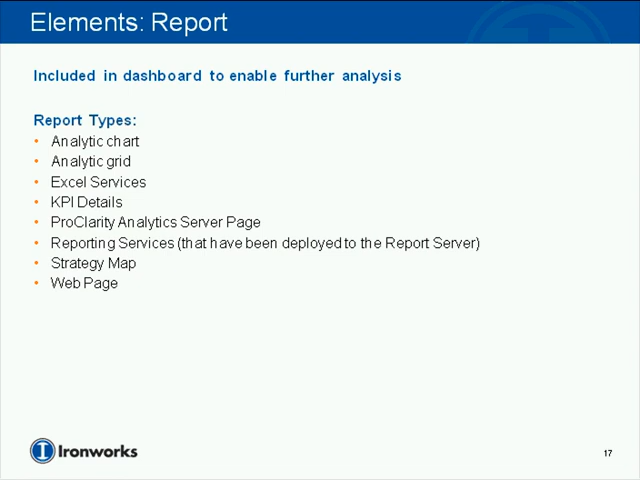 Elements: Report
Included in dashboard to enable further analysis
Report Types:
• Analytic chart
• Analytic grid
• Excel Services
• KPI Details
• ProClarity Analytics Server Page
• Reporting Services (that have been deployed to the Report Server)
• Strategy Map
• Web Page
Ironworks
17